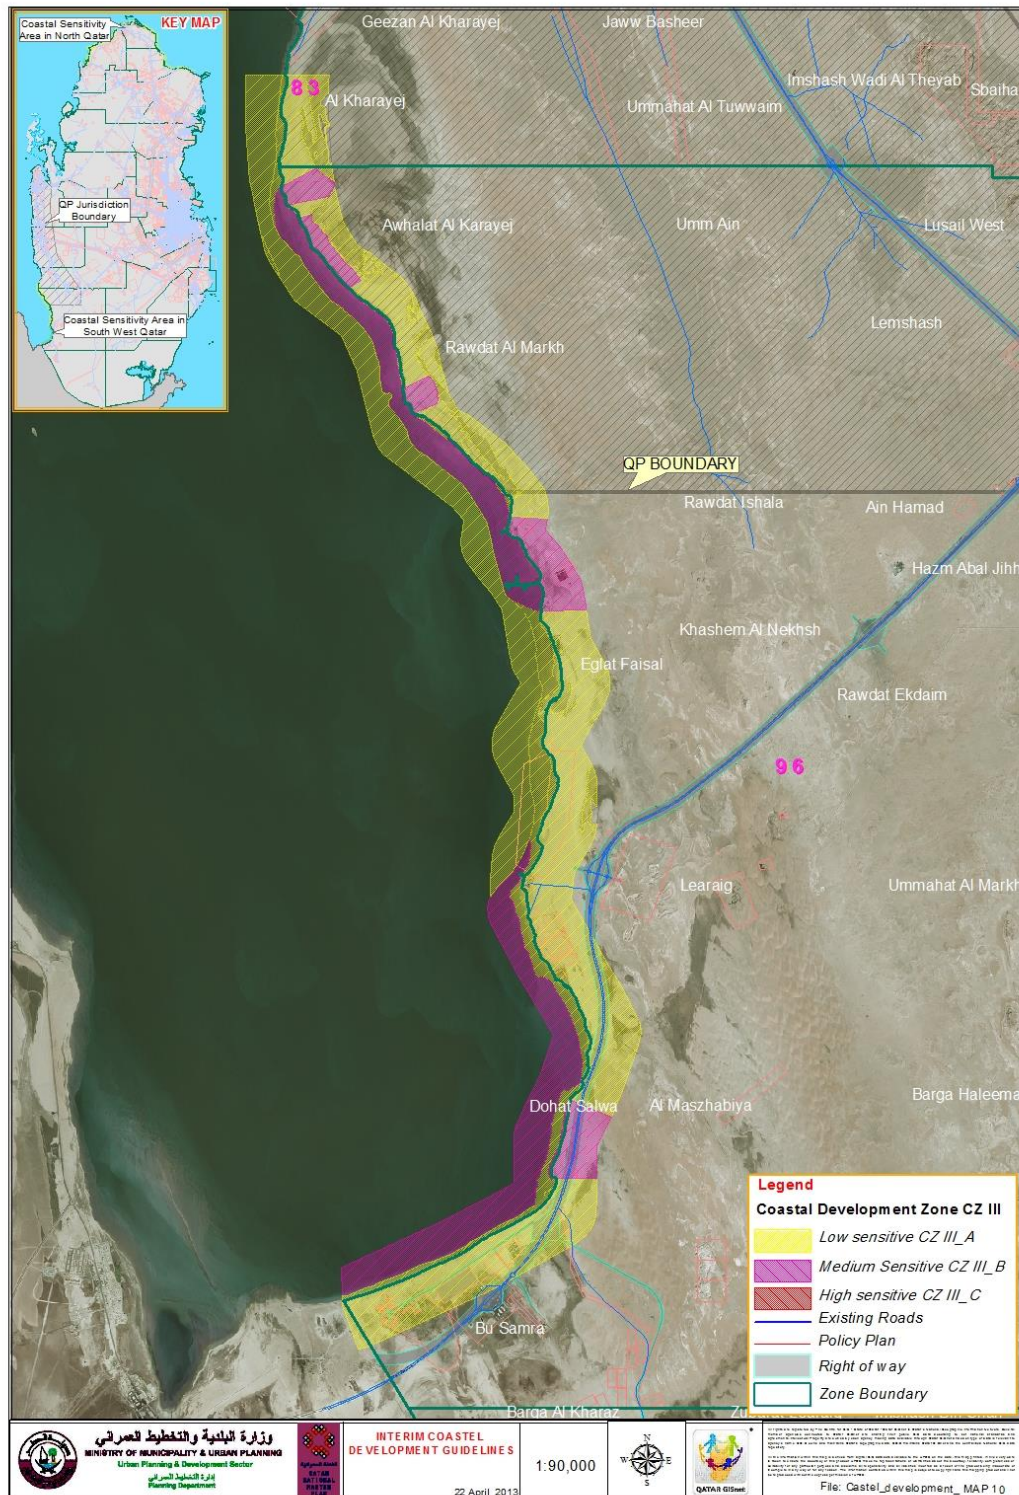 Coastal Sensitivity
Area in North Qatar
KEY MAP
QP Jurisdiction
Boundary
Coastal Sensitivity Area in
South West Qatar
Geezan Al Kharayej
Jaww Basheer
83
Al Kharayej
Imshash Wadi Al Theyab
Sbaiha
Ummahat Al Tuwwaim
Awhalat Al Karayej
Umm Ain
Lusail West
Lemshash
Rawdat Al Markh
QP BOUNDARY
Rawdat Ishala
Ain Hamad
Hazm Abal Jihh
Khashem Al Nekhsh
Eglat Faisal
Rawdat Ekdaim
96
Learaig
Ummahat Al Markh
Dohat Salwa
Al Maszhabiya
Barga Haleema
Bu Samra
Barga Al Kharaz
Legend
Coastal Development Zone CZ III
Low sensitive CZ III_A
Medium Sensitive CZ III_B
High sensitive CZ III_C
Existing Roads
Policy Plan
Right of way
Zone Boundary
وزارة البلدية والتخطيط العمراني
MINISTRY OF MUNICIPALITY & URBAN PLANNING
Urban Planning & Development Sector
إدارة التخطيط العمراني
Planning Department
QATAR
NATIONAL
MASTER
PLAN
INTERIM COASTEL
DEVELOPMENT GUIDELINES
22 April, 2013
1:90,000
N
W
E
S
QATAR GISnet
File: Castel_development_ MAP 10